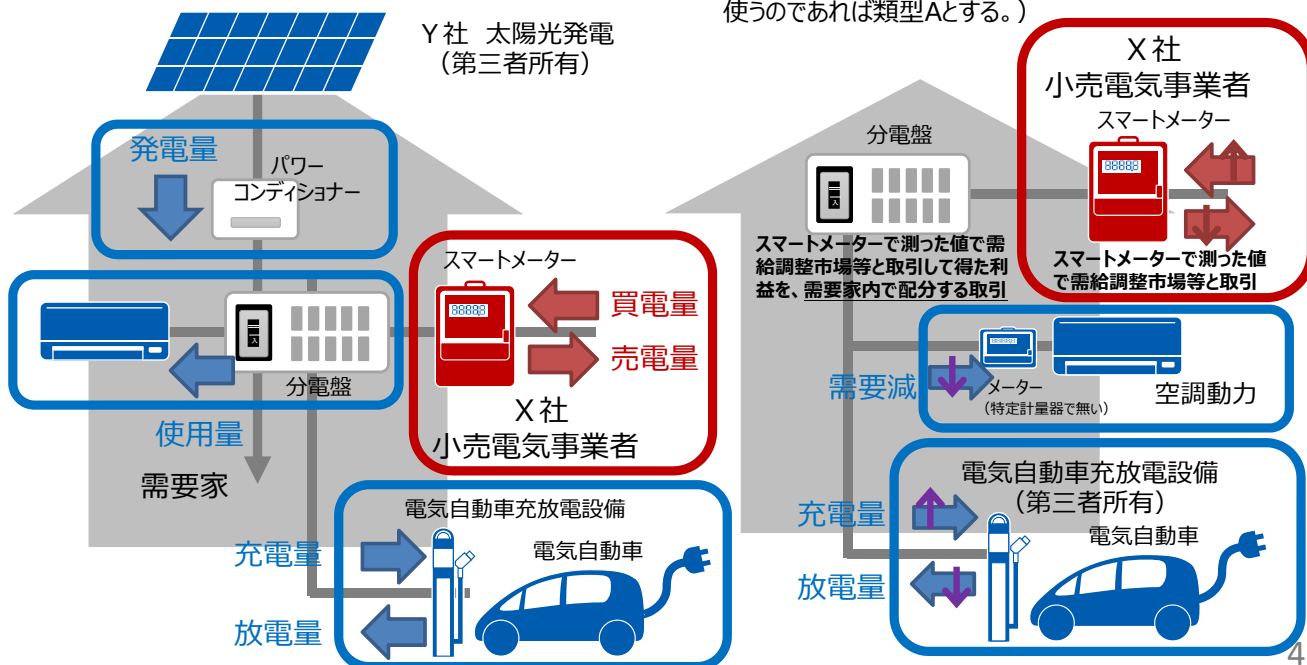 使うのであれば類型Aとする。）
Y社 太陽光発電
（第三者所有）
発電量
パワー
コンディショナー
スマートメーター
8888,8
買電量
売電量
入
分電盤
使用量
X社
小売電気事業者
需要家
電気自動車充放電設備
充電量
電気自動車
放電量
X社
小売電気事業者
スマートメーター
8888,8
分電盤
入
スマートメーターで測った値で需
給調整市場等と取引して得た利
益を、需要家内で配分する取引
スマートメーターで測った値
で需給調整市場等と取引
需要減
メーター
（特定計量器で無い）
空調動力
電気自動車充放電設備
（第三者所有）
充電量
電気自動車
放電量
4